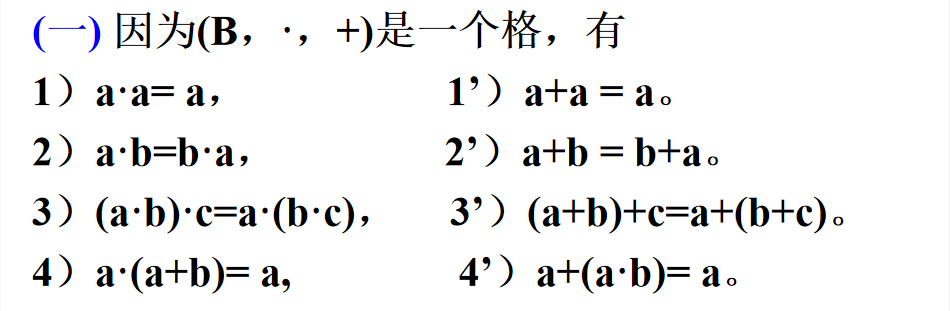 (一) 因为(B，·，+)是一个格，有
1）a·a= a， 1’）a+a = a。
2）a·b=b·a， 2’）a+b = b+a。
3）(a·b)·c=a·(b·c)， 3’）(a+b)+c=a+(b+c)。
4）a·(a+b)= a, 4’）a+(a·b)= a。